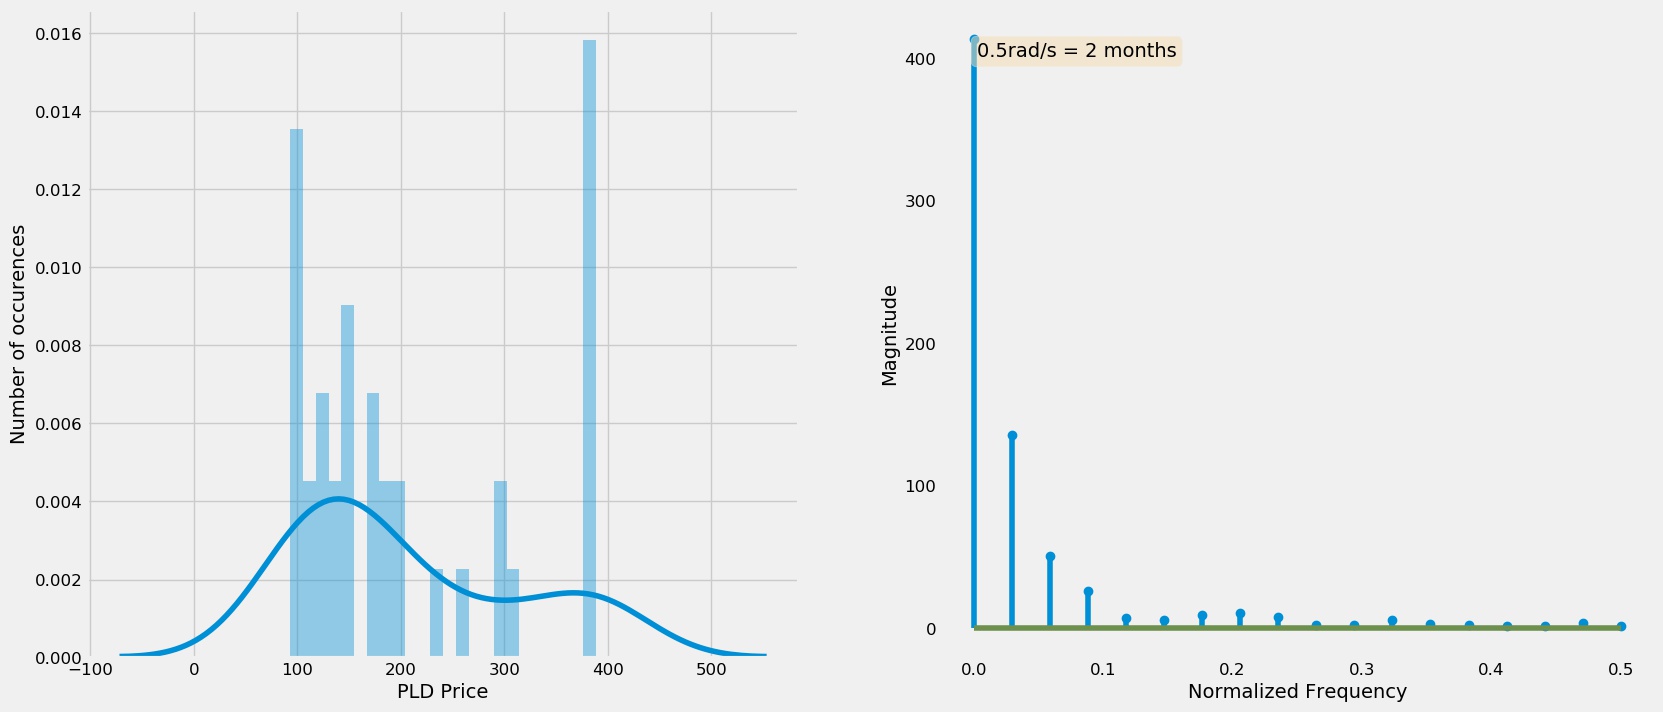 0.016
0.014
0.012
0.010
0.008
0.006
0.004
0.002
0.000
Number of occurences
−100 0 100 200 300 400 500
PLD Price
0.5rad/s = 2 months
400
300
200
100
0
Magnitude
0.0 0.1 0.2 0.3 0.4 0.5
Normalized Frequency